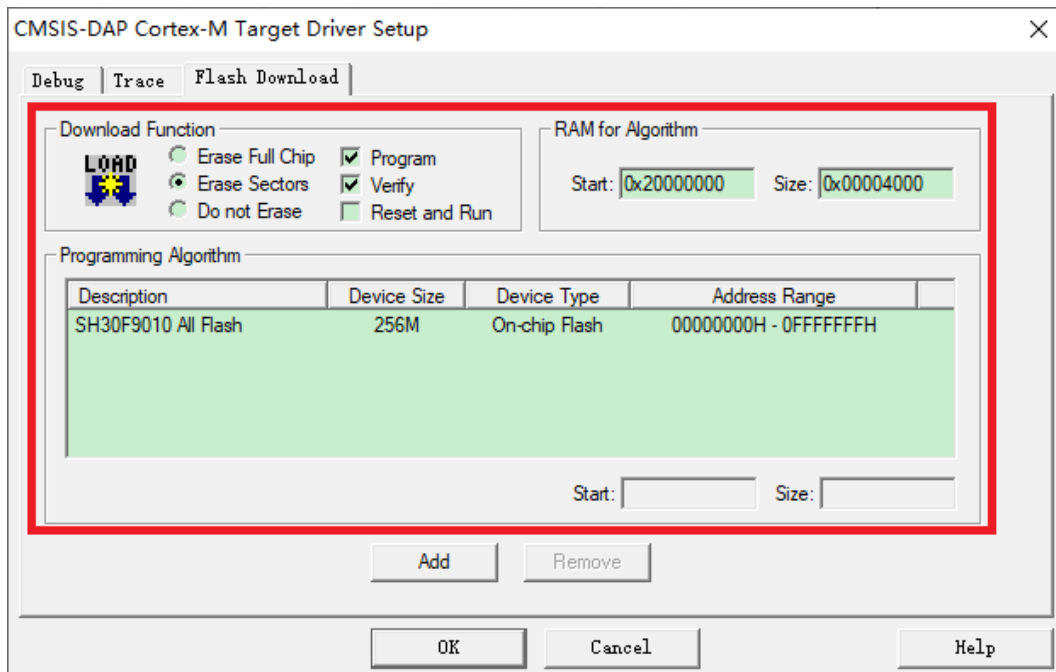 CMSIS-DAP Cortex-M Target Driver Setup
Debug Trace Flash Download
Download Function
LOAD
Erase Full Chip
Erase Sectors
Do not Erase
Program
Verify
Reset and Run
RAM for Algorithm
Start: 0x20000000 Size: 0x00004000
Programming Algorithm
Description Device Size Device Type Address Range
SH30F9010 All Flash 256M On-chip Flash 00000000H - 0FFFFFFFH
Start: Size:
Add Remove
OK Cancel Help